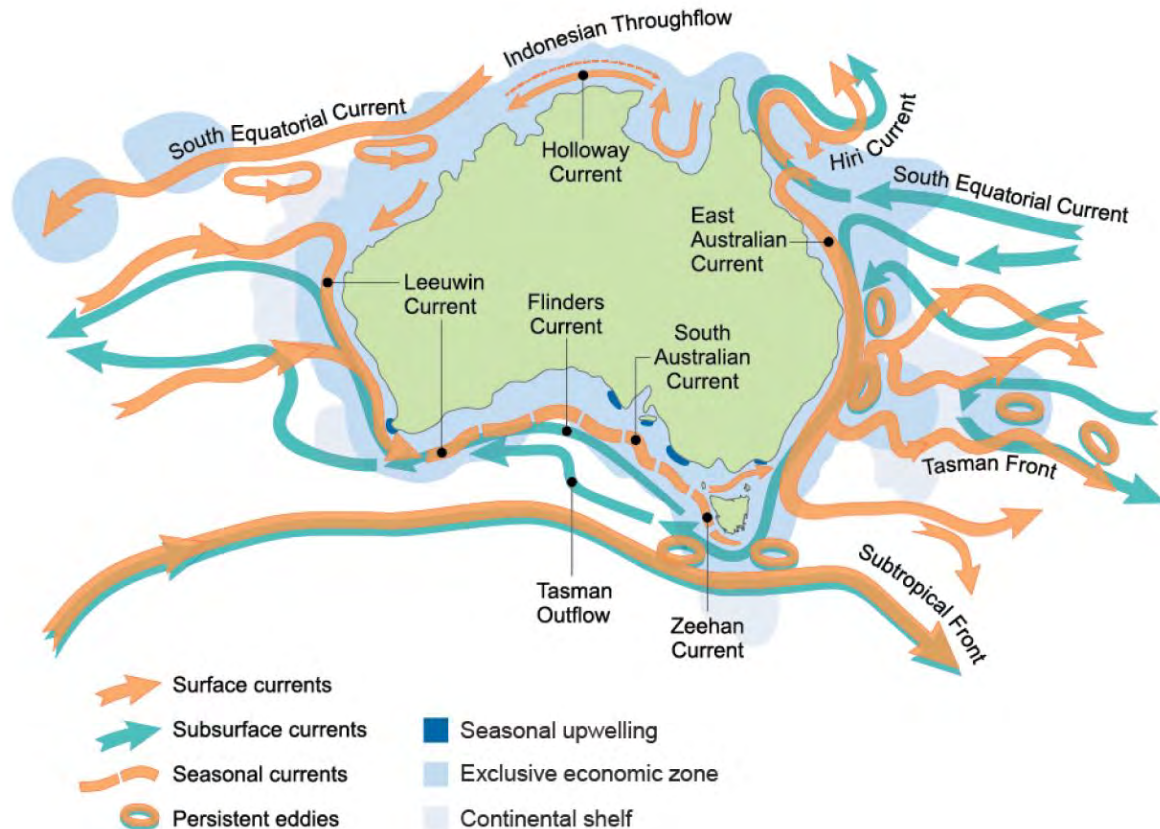 Indonesian Throughflow
South Equatorial Current
Holloway
Current
Hiri Current
South Equatorial Current
East
Australian
Current
Leeuwin
Current
Flinders
Current
South
Australian
Current
Tasman Front
Tasman
Outflow
Zeehan
Current
Subtropical Front
Surface currents
Subsurface currents
Seasonal currents
Persistent eddies
Seasonal upwelling
Exclusive economic zone
Continental shelf